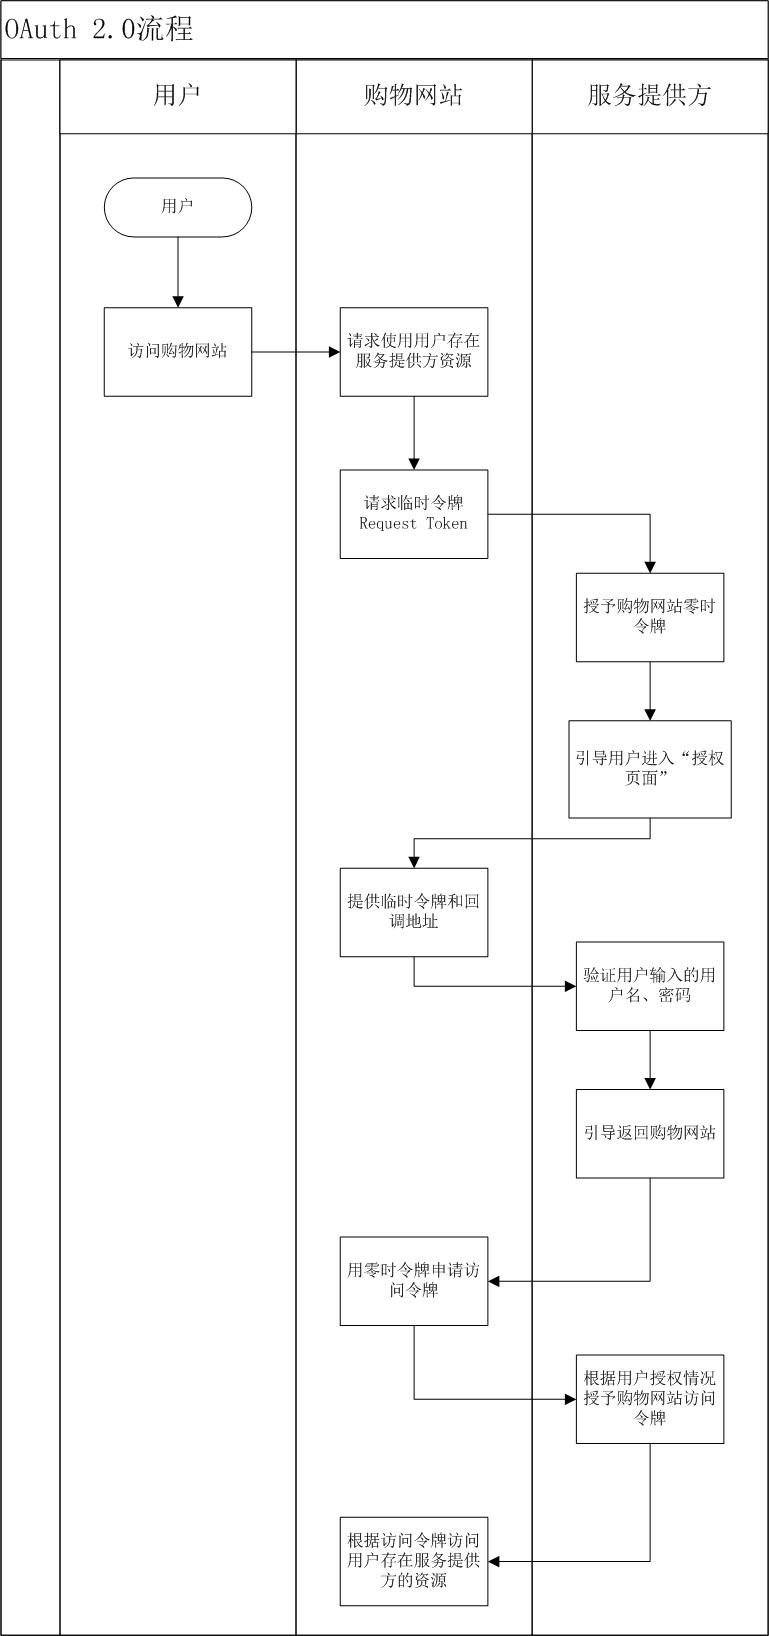 OAuth 2.0流程
用户
购物网站
服务提供方
用户
访问购物网站
请求使用用户存在
服务提供方资源
请求临时令牌
Request Token
授予购物网站零时
令牌
引导用户进入“授权
页面”
提供临时令牌和回
调地址
验证用户输入的用
户名、密码
引导返回购物网站
用零时令牌申请访
问令牌
根据用户授权情况
授予购物网站访问
令牌
根据访问令牌访问
用户存在服务提供
方的资源